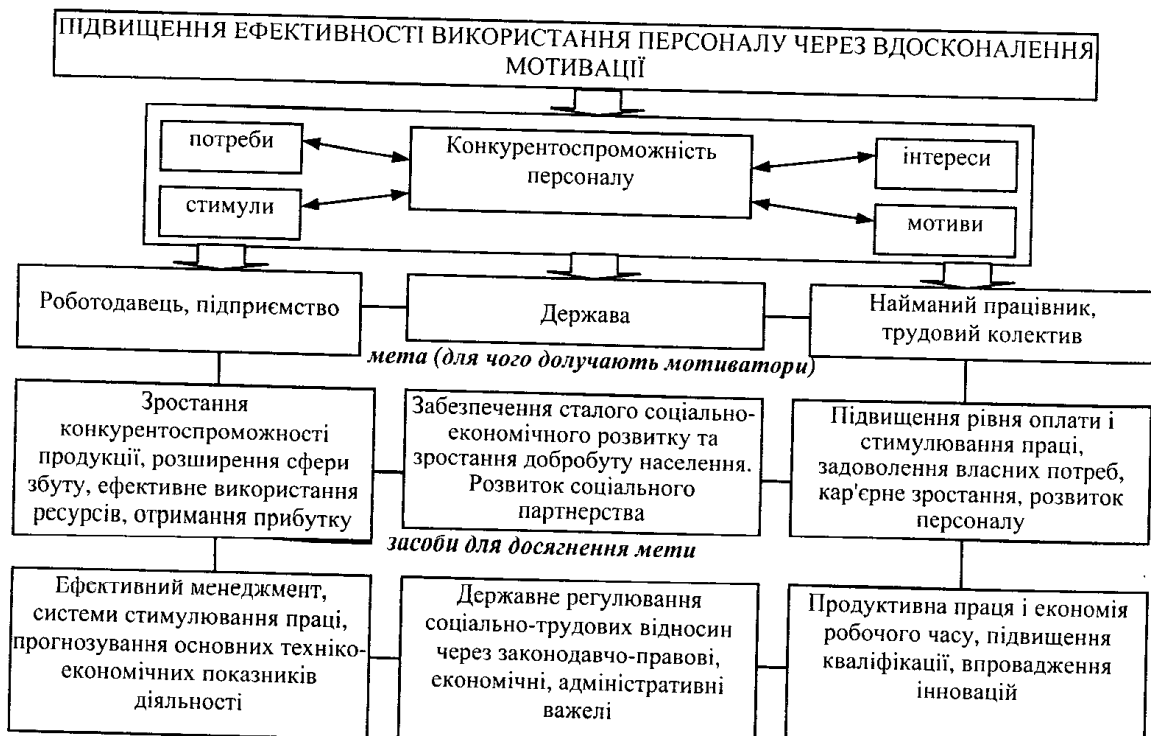 ПІДВИЩЕННЯ ЕФЕКТИВНОСТІ ВИКОРИСТАННЯ ПЕРСОНАЛУ ЧЕРЕЗ ВДОСКОНАЛЕННЯ
МОТИВАЦІЇ
потреби
стимули
Конкурентоспроможність
персоналу
інтереси
мотиви
Роботодавець, підприємство
Держава
Найманий працівник,
трудовий колектив
мета (для чого долучають мотиватори)
Зростання
конкурентоспроможності
продукції, розширення сфери
збуту, ефективне використання
ресурсів, отримання прибутку
Забезпечення сталого соціально-
економічного розвитку та
зростання добробуту населення.
Розвиток соціального
партнерства
Підвищення рівня оплати і
стимулювання праці,
задоволення власних потреб,
кар'єрне зростання, розвиток
персоналу
засоби для досягнення мети
Ефективний менеджмент,
системи стимулювання праці,
прогнозування основних техніко-
економічних показників
діяльності
Державне регулювання
соціально-трудових відносин
через законодавчо-правові,
економічні, адміністративні
важелі
Продуктивна праця і економія
робочого часу, підвищення
кваліфікації, впровадження
інновацій